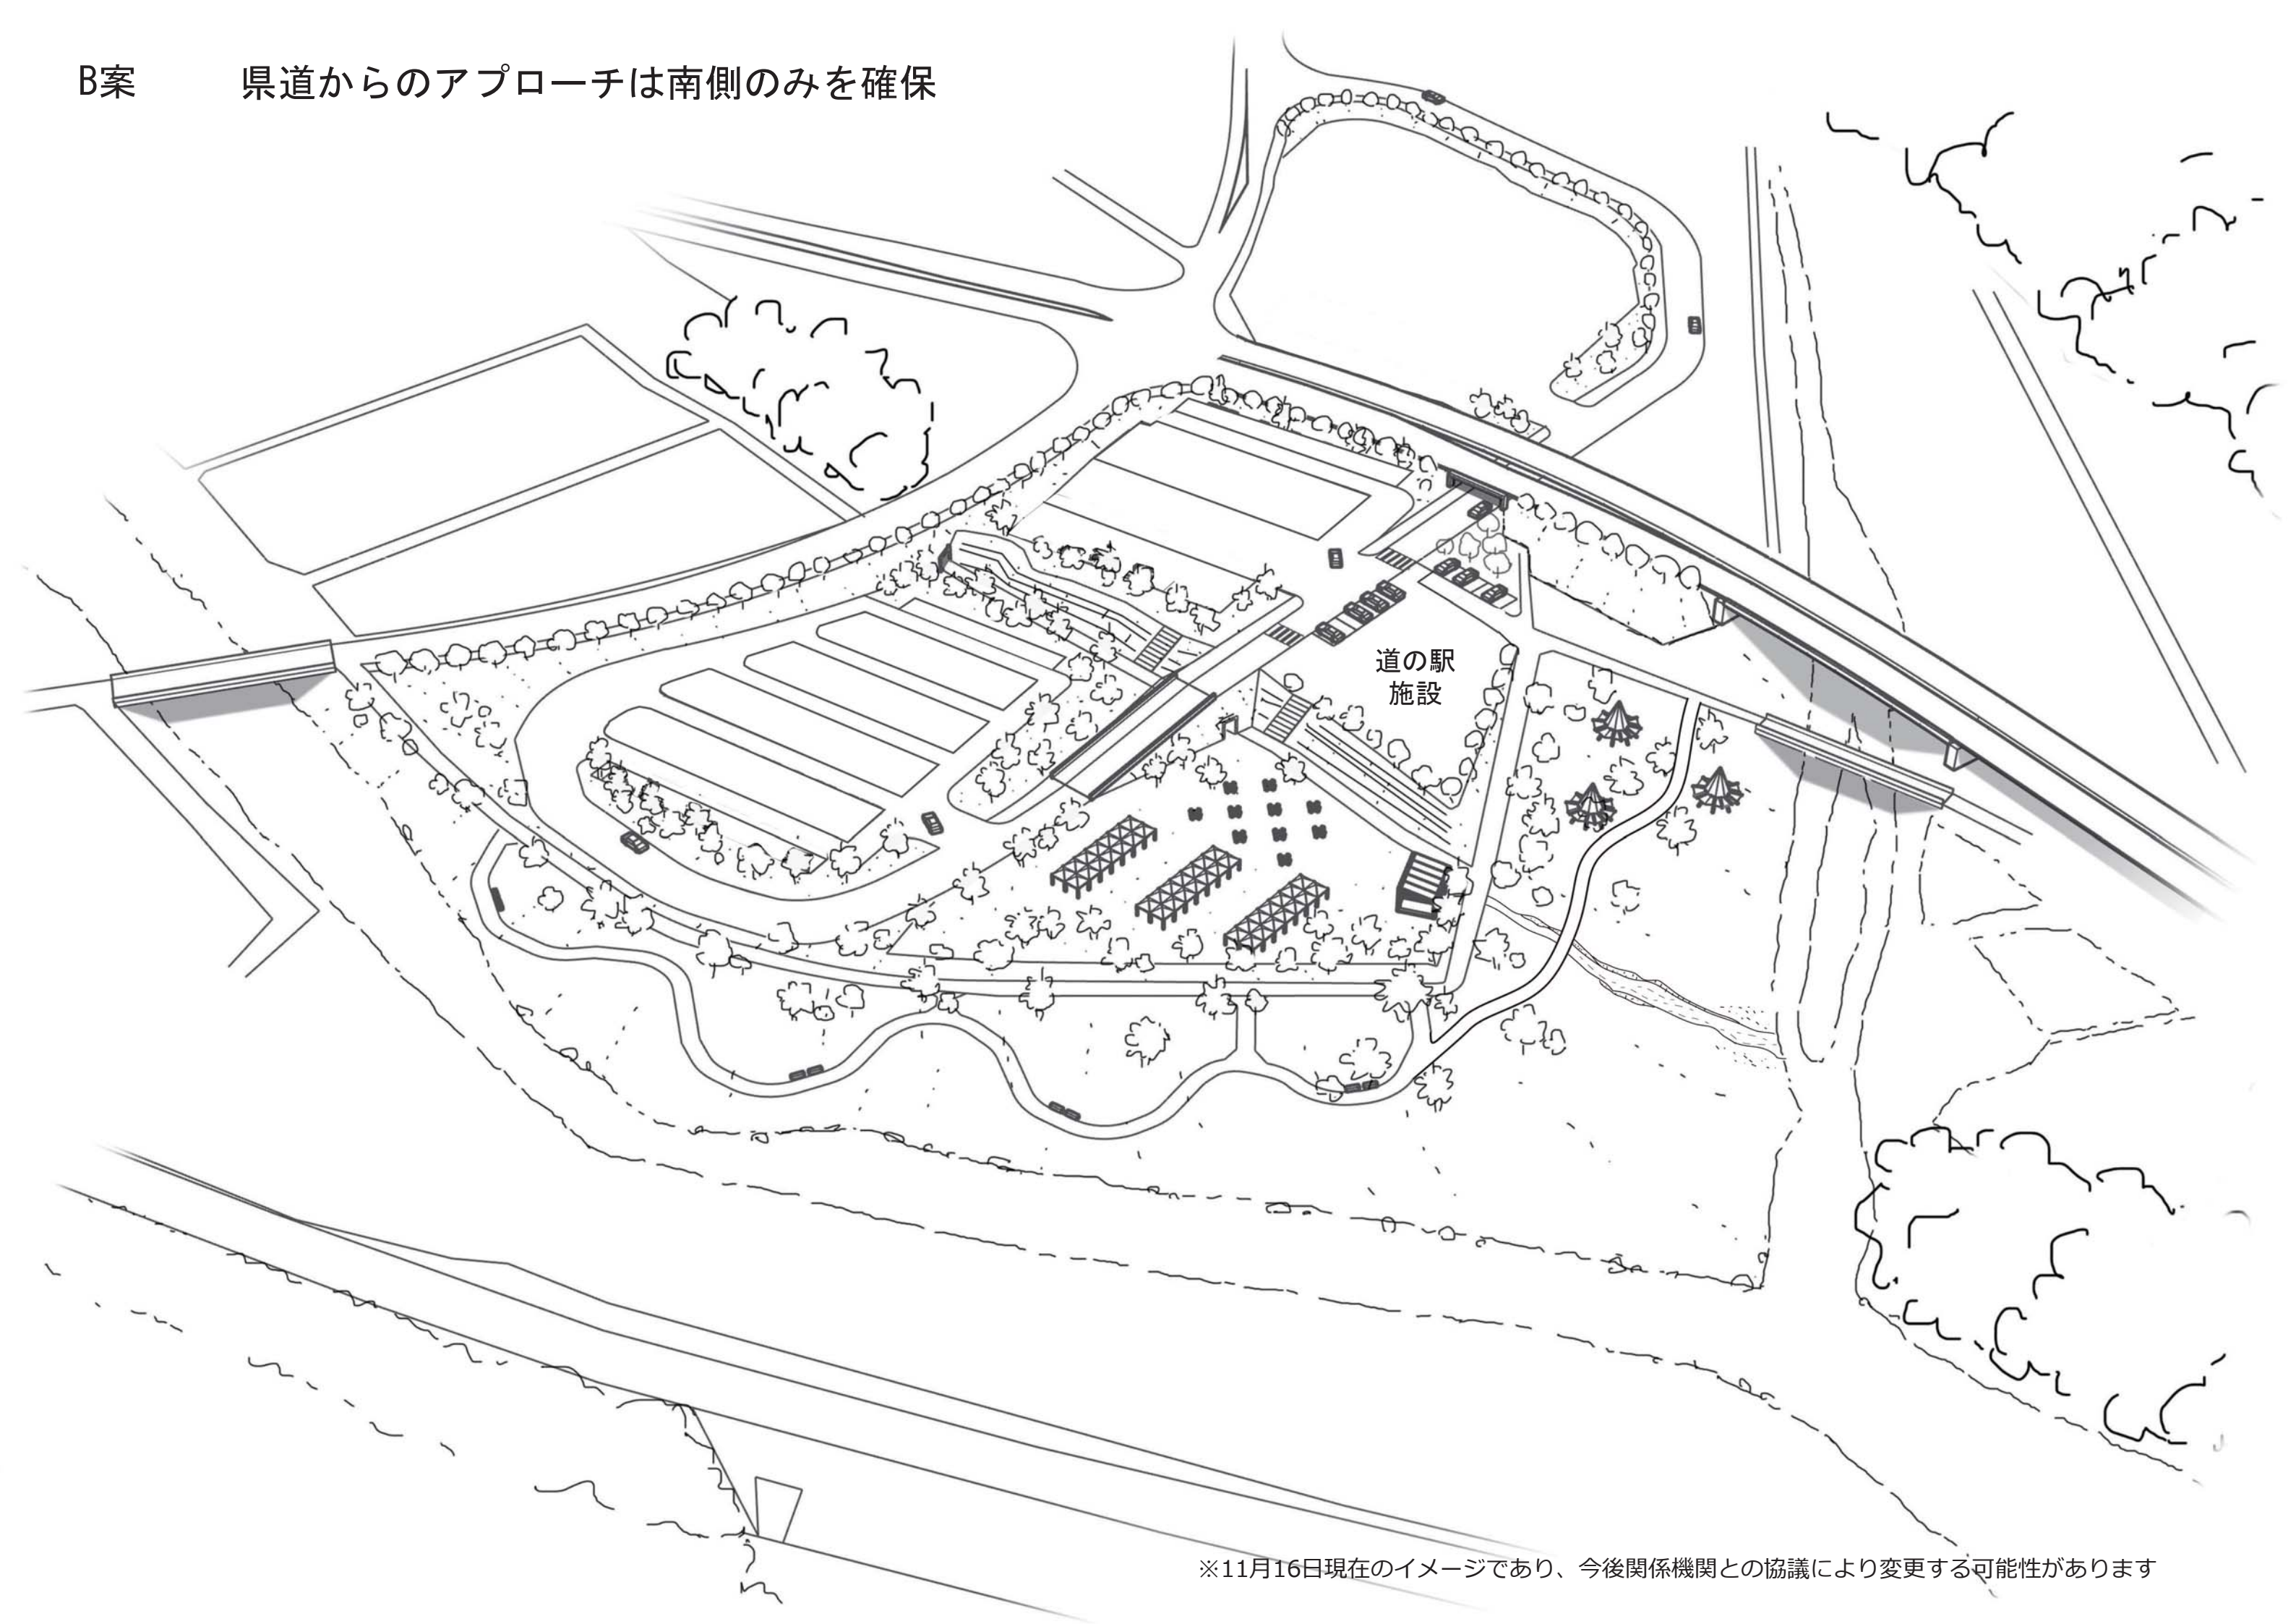 B案　県道からのアプローチは南側のみを確保
道の駅
施設
※11月16日現在のイメージであり、今後関係機関との協議により変更する可能性があります